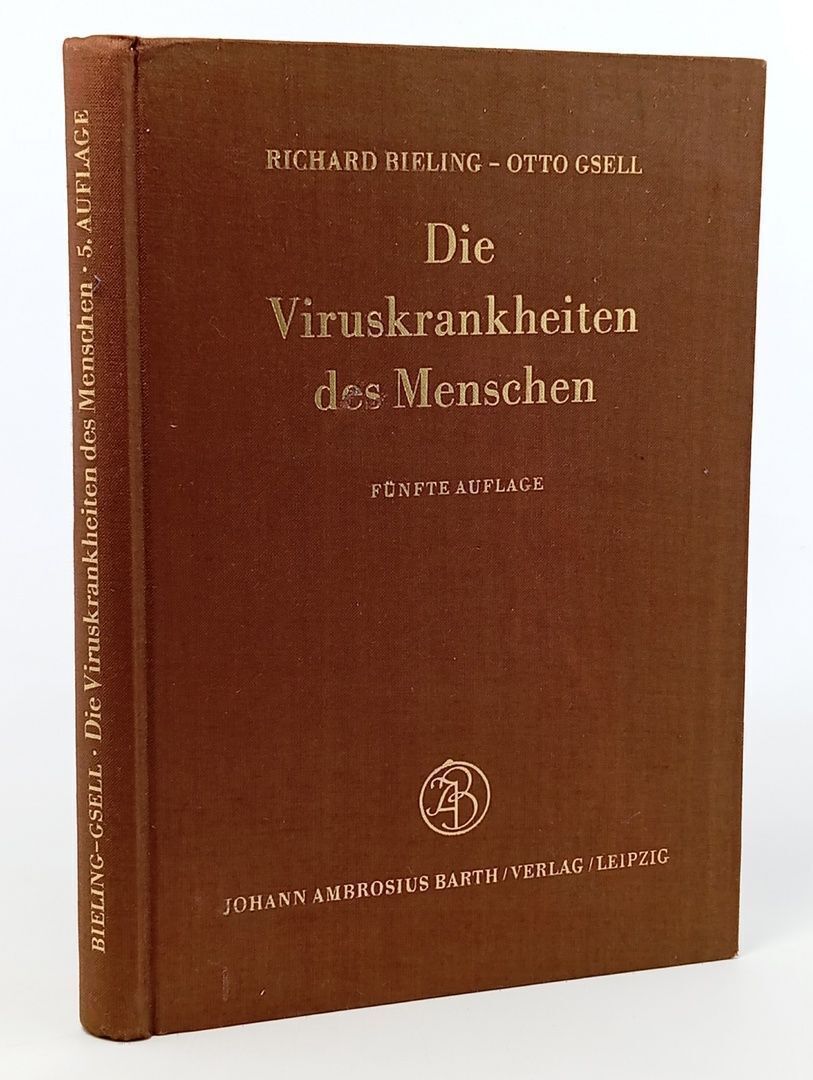 BIELING–GSELL · Die Viruskrankheiten des Menschen · 5. AUFLAGE
RICHARD BIELING – OTTO GSELL
Die
Viruskrankheiten
des Menschen
FÜNFTE AUFLAGE
JAB
JOHANN AMBROSIUS BARTH / VERLAG / LEIPZIG